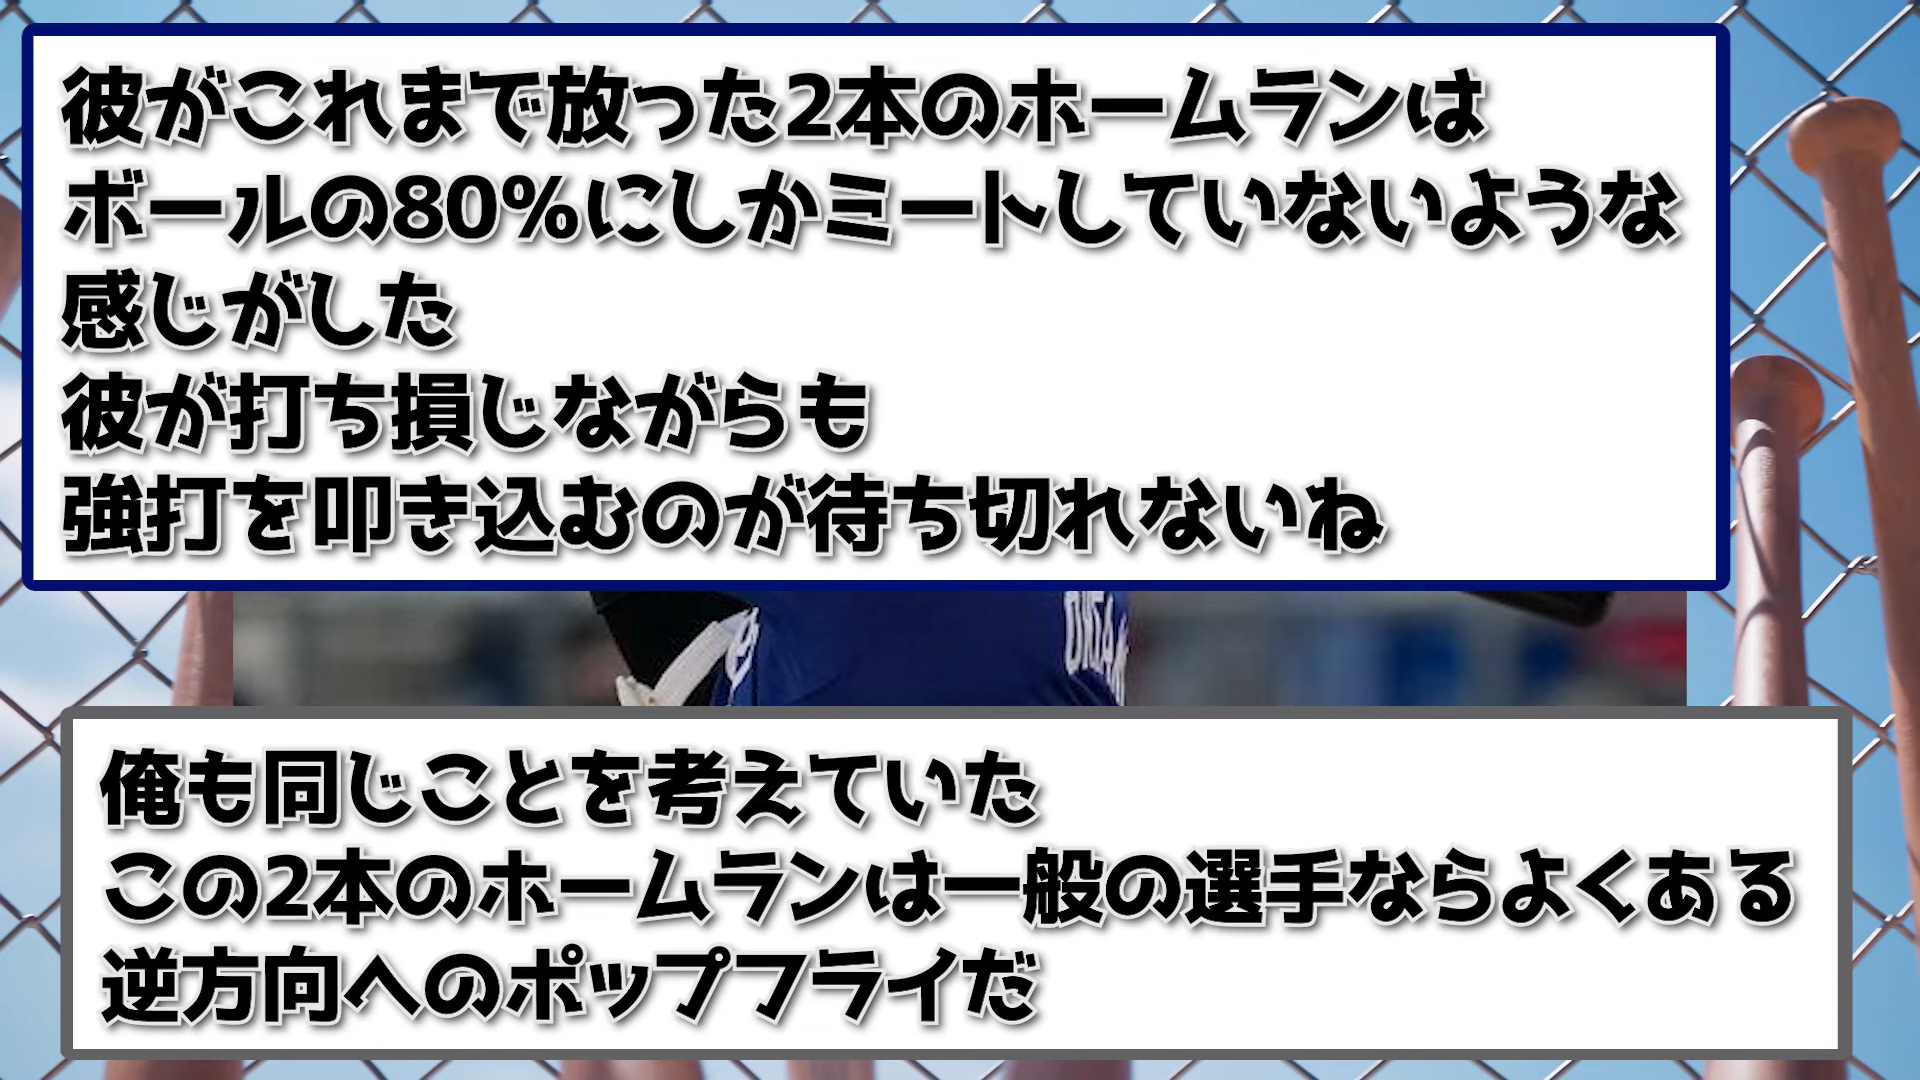 彼がこれまで放った2本のホームランは
ボールの80%にしかミートしていないような
感じがした
彼が打ち損じながらも
強打を叩き込むのが待ち切れないね
俺も同じことを考えていた
この2本のホームランは一般の選手ならよくある
逆方向へのポップフライだ